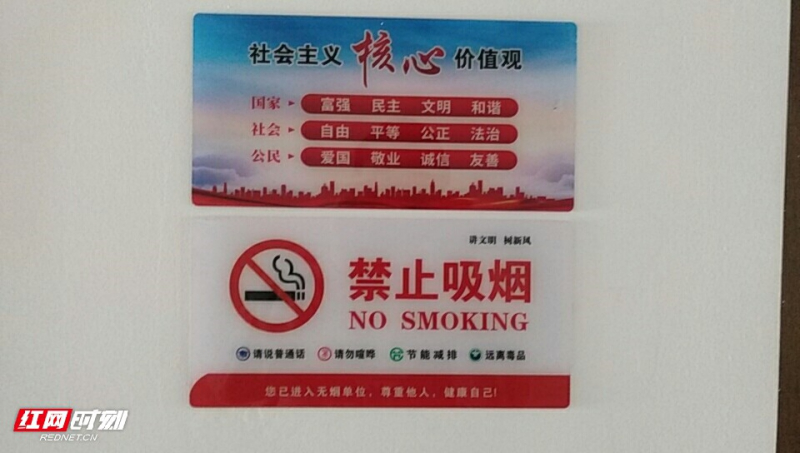 社会主义 核心 价值观
国家 富强 民主 文明 和谐
社会 自由 平等 公正 法治
公民 爱国 敬业 诚信 友善
讲文明 树新风
禁止吸烟
NO SMOKING
请说普通话 请勿喧哗 节能减排 远离毒品
您已进入无烟单位，尊重他人，健康自己!
红网时刻
REDNET.CN